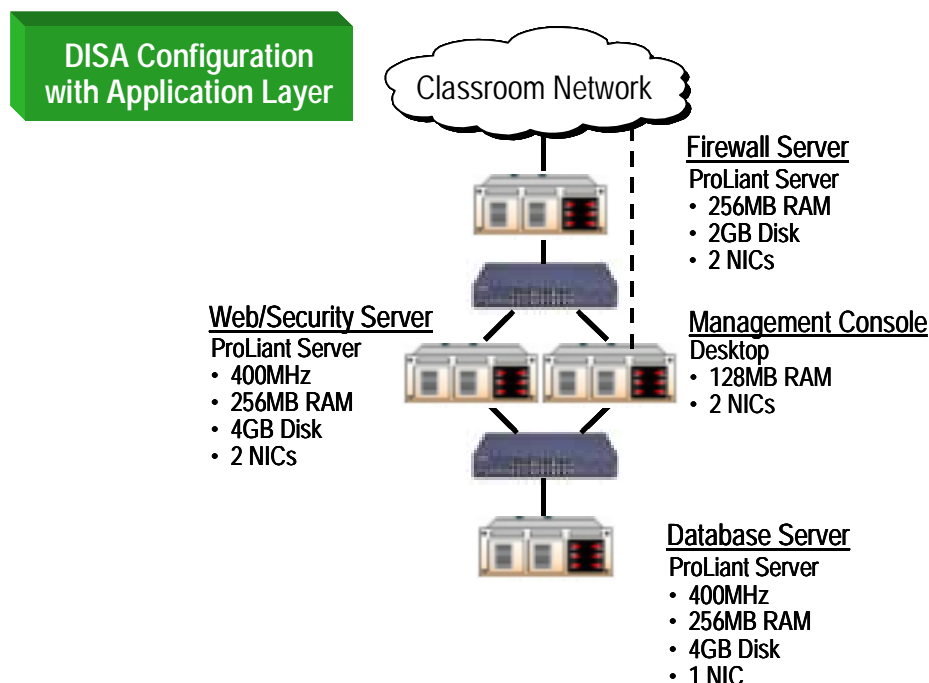 DISA Configuration
with Application Layer
Classroom Network
Firewall Server
ProLiant Server
• 256MB RAM
• 2GB Disk
• 2 NICs
Web/Security Server
ProLiant Server
• 400MHz
• 256MB RAM
• 4GB Disk
• 2 NICs
Management Console
Desktop
• 128MB RAM
• 2 NICs
Database Server
ProLiant Server
• 400MHz
• 256MB RAM
• 4GB Disk
• 1 NIC